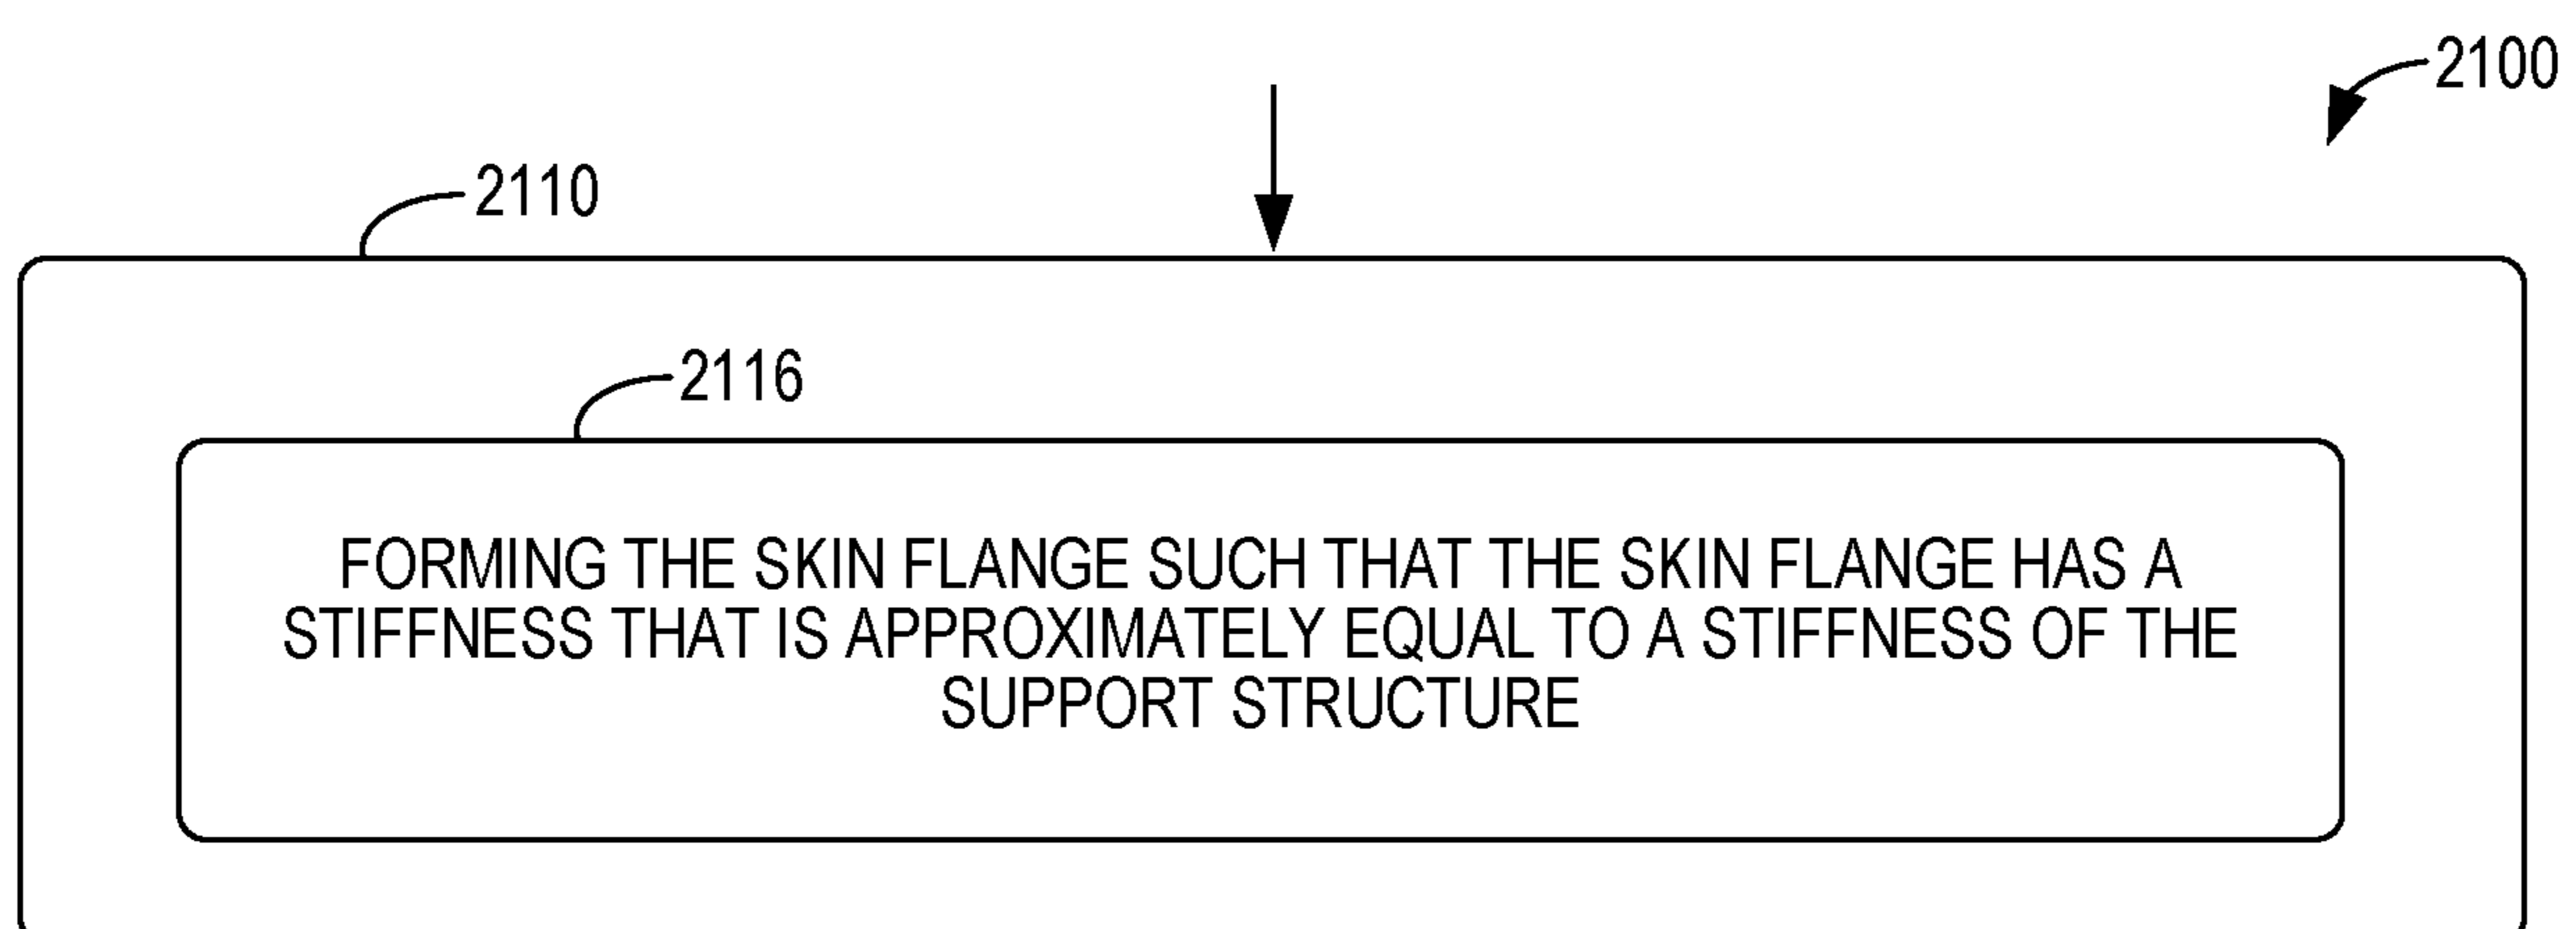 2100
2110
2116
FORMING THE SKIN FLANGE SUCH THAT THE SKIN FLANGE HAS A
STIFFNESS THAT IS APPROXIMATELY EQUAL TO A STIFFNESS OF THE
SUPPORT STRUCTURE